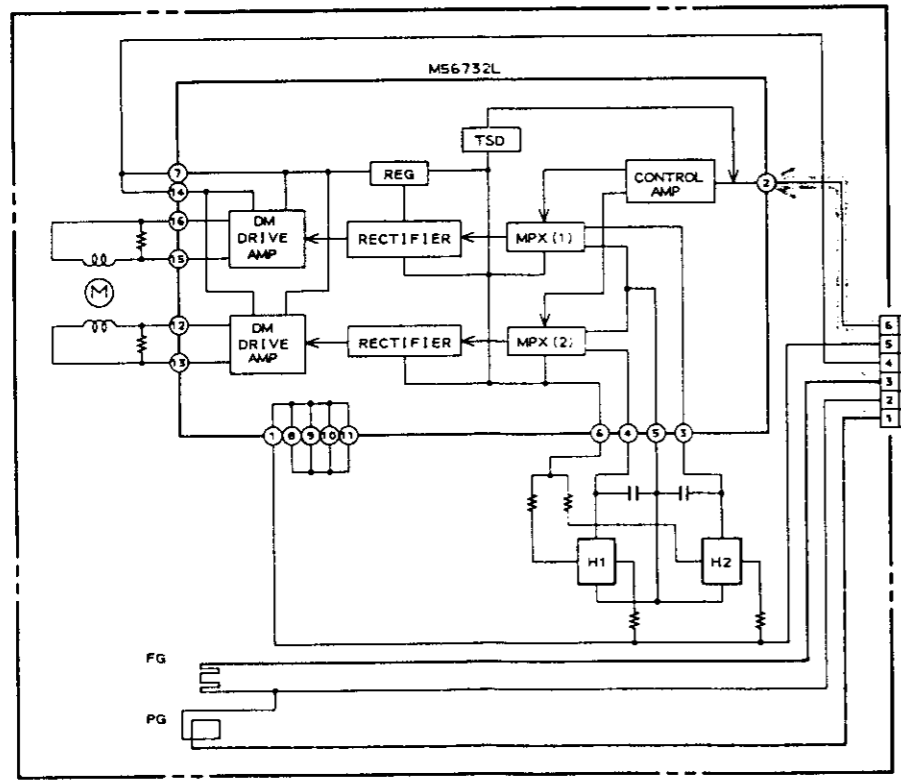 M56732L
TSD
7
REG
CONTROL
AMP
2
14
16
DM
DRIVE
AMP
RECTIFIER
MPX(1)
15
M
12
DM
DRIVE
AMP
RECTIFIER
MPX(2)
13
6
5
4
3
2
1
1
8
9
10
11
6
4
5
3
H1
H2
FG
PG